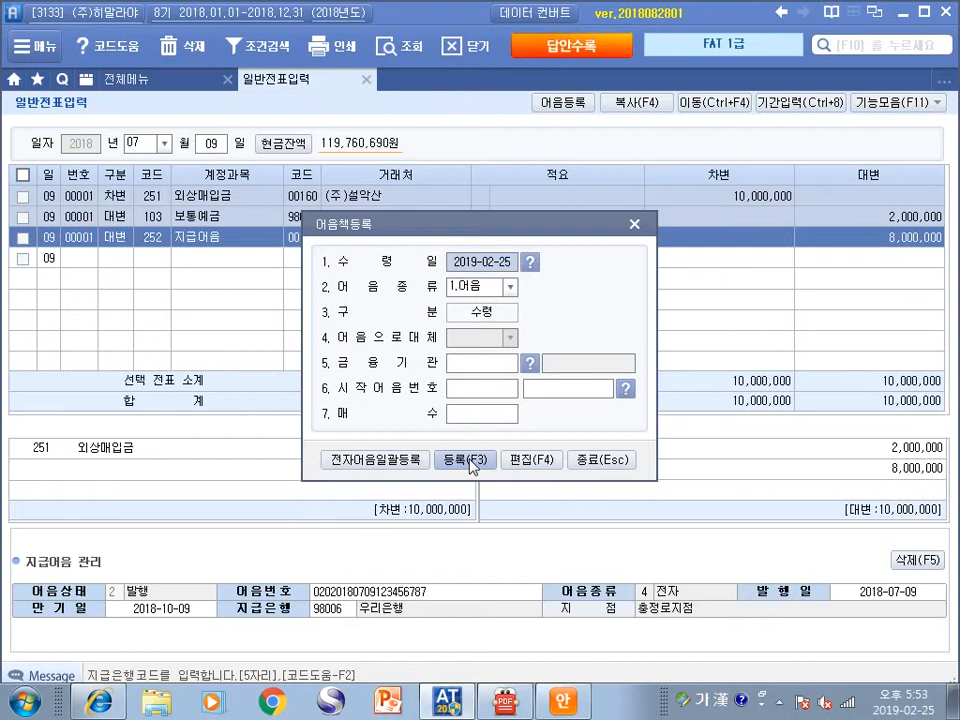 [3133] (주)히말라야 8기 2018.01.01-2018.12.31 (2018년도) 데이터 컨버트 ver.2018082801
메뉴 ? 코드도움 삭제 조건검색 인쇄 조회 닫기 답안수록 FAT 1급 [F10] 을 누르세요
전체메뉴 일반전표입력
일반전표입력 어음등록 복사(F4) 이동(Ctrl+F4) 기간입력(Ctrl+8) 기능모음(F11)
일자 2018 년 07 월 09 일 현금잔액 119,760,690원
일 번호 구분 코드 계정과목 코드 거래처 적요 차변 대변
09 00001 차변 251 외상매입금 00160 (주)설악산 10,000,000
09 00001 대변 103 보통예금 2,000,000
09 00001 대변 252 지급어음 8,000,000
09
선택 전표 소계 10,000,000 10,000,000
합 계 10,000,000 10,000,000
어음책등록
1. 수 령 일 2019-02-25 ?
2. 어 음 종 류 1.어음
3. 구 분 수령
4. 어 음 으 로 대 체
5. 금 융 기 관 ?
6. 시 작 어 음 번 호 ?
7. 매 수
전자어음일괄등록 등록(F3) 편집(F4) 종료(Esc)
251 외상매입금 2,000,000
8,000,000
[차변:10,000,000] [대변:10,000,000]
지급어음 관리 삭제(F5)
어음상태 2 발행 어음번호 02020180709123456787 어음종류 4 전자 발 행 일 2018-07-09
만 기 일 2018-10-09 지급은행 98006 우리은행 지 점 충정로지점
Message 지급은행코드를 입력합니다.[5자리],[코드도움-F2]
AT 안 가 漢 오후 5:53
2019-02-25